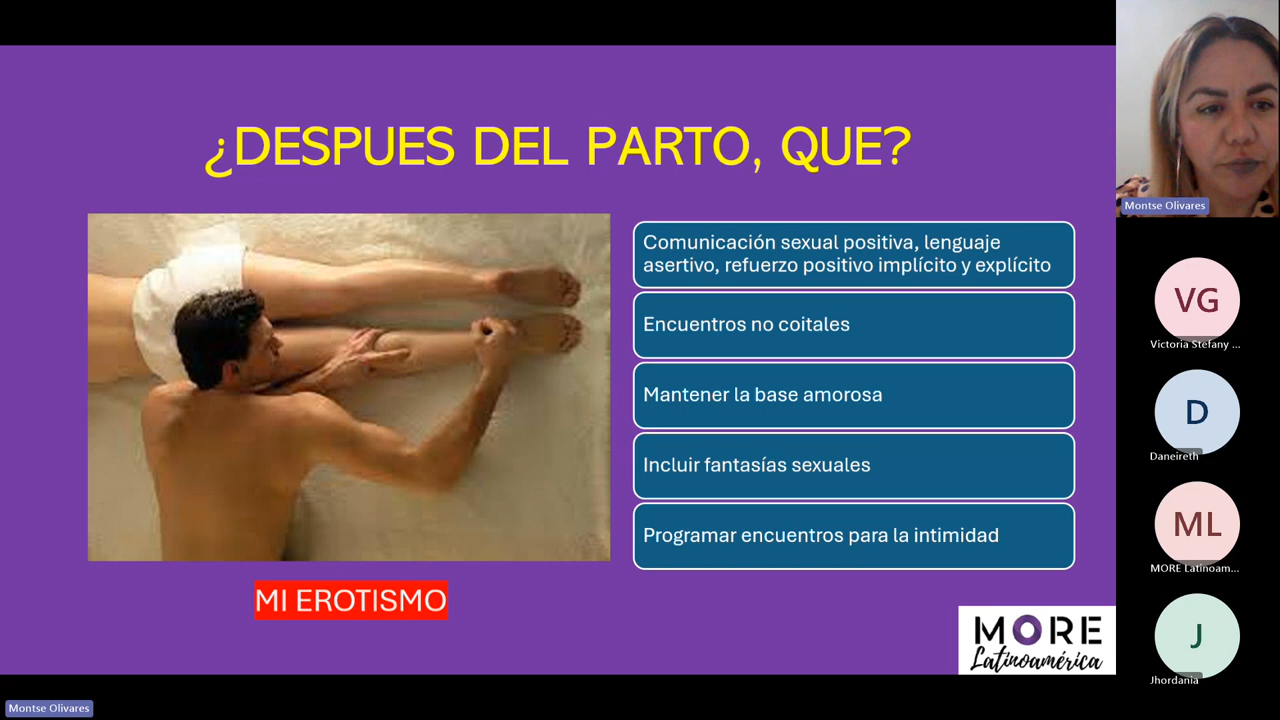 ¿DESPUES DEL PARTO, QUE?
Comunicación sexual positiva, lenguaje
asertivo, refuerzo positivo implícito y explícito
Encuentros no coitales
Mantener la base amorosa
Incluir fantasías sexuales
Programar encuentros para la intimidad
MI EROTISMO
MORE
Latinoamérica
Montse Olivares
VG
Victoria Stefany ...
D
Daneireth
ML
MORE Latinoam...
J
Jhordania
Montse Olivares